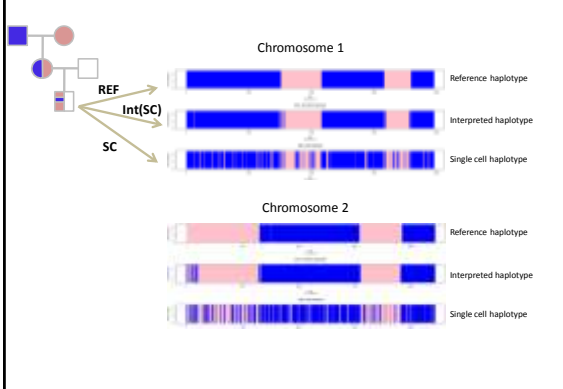 Chromosome 1
REF
Reference haplotype
Int(SC)
Interpreted haplotype
SC
Single cell haplotype
Chromosome 2
Reference haplotype
Interpreted haplotype
Single cell haplotype